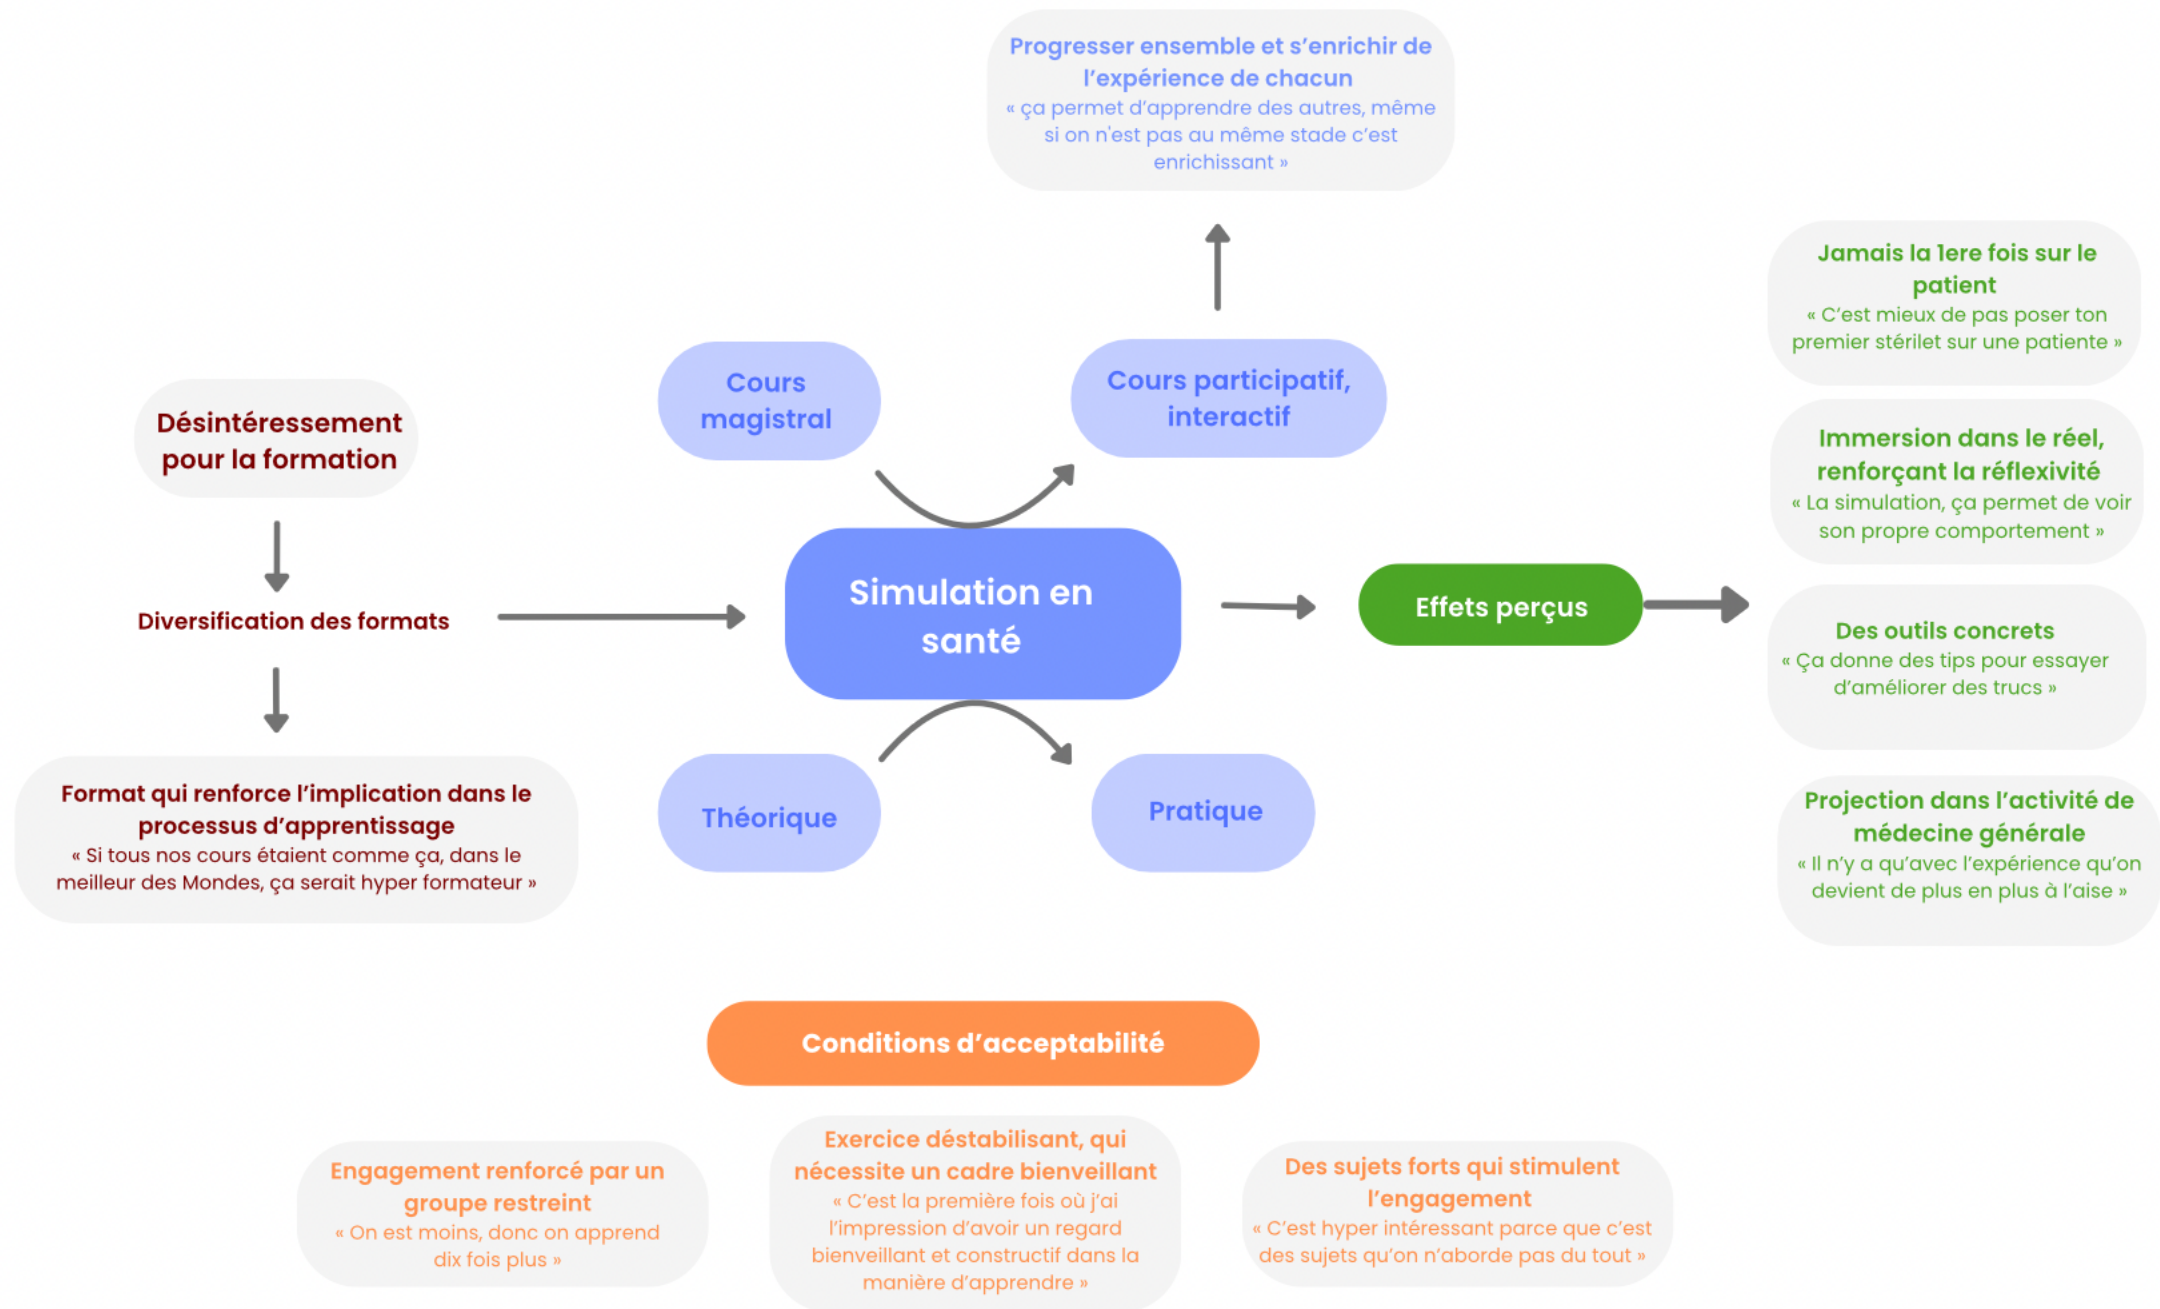 Progresser ensemble et s’enrichir de
l’expérience de chacun
« ça permet d’apprendre des autres, même
si on n'est pas au même stade c’est
enrichissant »
Cours
magistral
Cours participatif,
interactif
Désintéressement
pour la formation
Diversification des formats
Format qui renforce l’implication dans le
processus d’apprentissage
« Si tous nos cours étaient comme ça, dans le
meilleur des Mondes, ça serait hyper formateur »
Simulation en
santé
Théorique
Pratique
Effets perçus
Jamais la 1ere fois sur le
patient
« C’est mieux de pas poser ton
premier stérilet sur une patiente »
Immersion dans le réel,
renforçant la réflexivité
« La simulation, ça permet de voir
son propre comportement »
Des outils concrets
« Ça donne des tips pour essayer
d’améliorer des trucs »
Projection dans l’activité de
médecine générale
« Il n’y a qu’avec l’expérience qu’on
devient de plus en plus à l’aise »
Conditions d’acceptabilité
Engagement renforcé par un
groupe restreint
« On est moins, donc on apprend
dix fois plus »
Exercice déstabilisant, qui
nécessite un cadre bienveillant
« C’est la première fois où j’ai
l’impression d’avoir un regard
bienveillant et constructif dans la
manière d’apprendre »
Des sujets forts qui stimulent
l’engagement
« C’est hyper intéressant parce que c’est
des sujets qu’on n’aborde pas du tout »